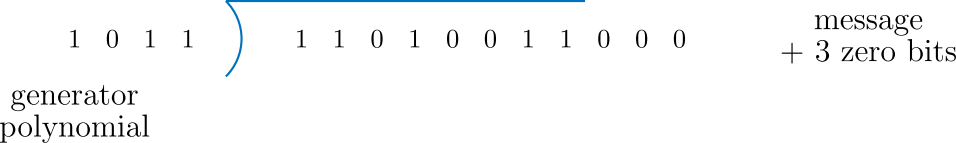 1 0 1 1 1 1 0 1 0 0 1 1 0 0 0
message
+ 3 zero bits
generator
polynomial